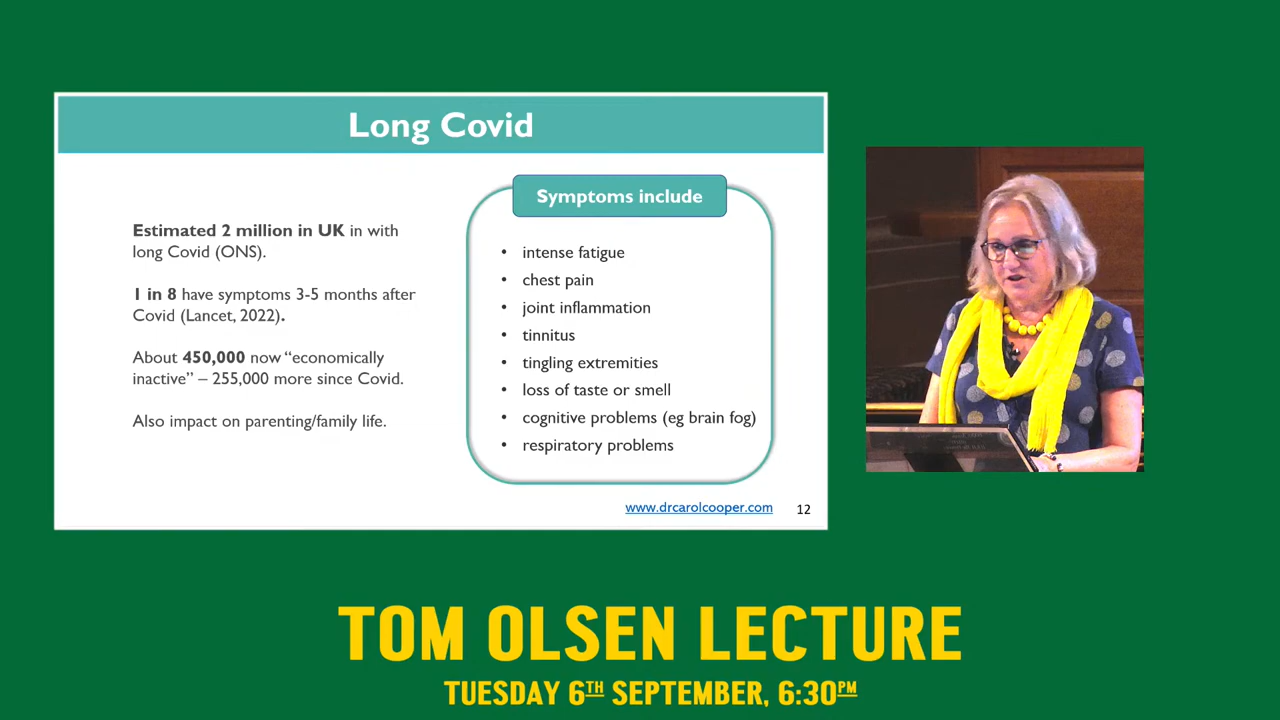 Long Covid
Estimated 2 million in UK in with
long Covid (ONS).
1 in 8 have symptoms 3-5 months after
Covid (Lancet, 2022).
About 450,000 now “economically
inactive” – 255,000 more since Covid.
Also impact on parenting/family life.
Symptoms include
• intense fatigue
• chest pain
• joint inflammation
• tinnitus
• tingling extremities
• loss of taste or smell
• cognitive problems (eg brain fog)
• respiratory problems
www.drcarolcooper.com 12
TOM OLSEN LECTURE
TUESDAY 6TH SEPTEMBER, 6:30PM